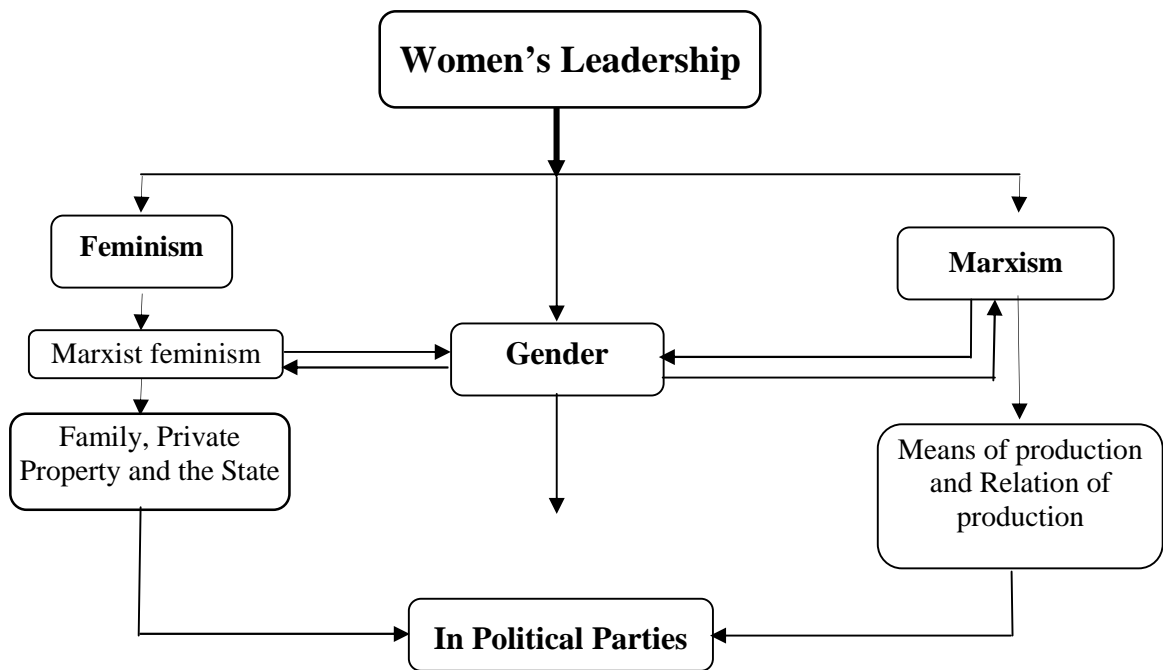 Women’s Leadership
Feminism
Marxism
Marxist feminism
Gender
Family, Private
Property and the State
Means of production
and Relation of
production
In Political Parties